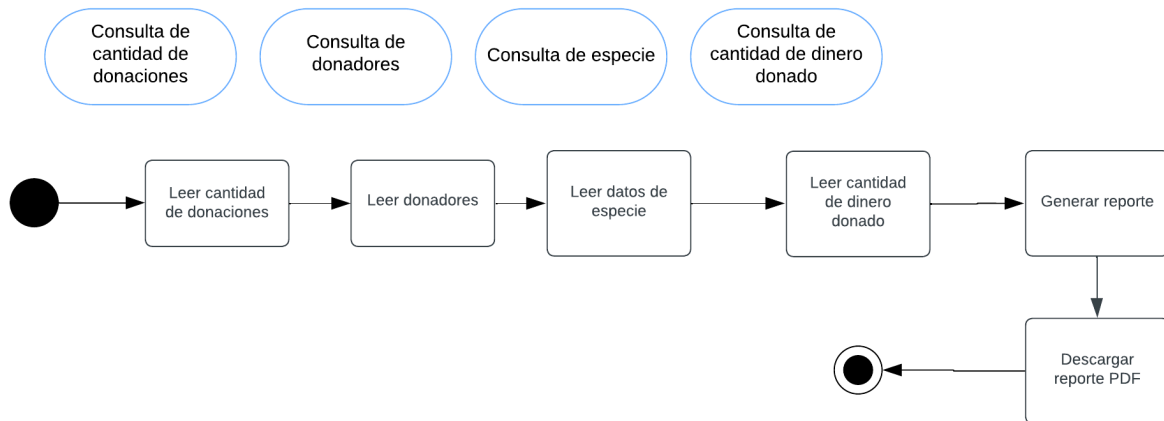 Consulta de
cantidad de
donaciones
Consulta de
donadores
Consulta de especie
Consulta de
cantidad de dinero
donado
Leer cantidad
de donaciones
Leer donadores
Leer datos de
especie
Leer cantidad
de dinero
donado
Generar reporte
Descargar
reporte PDF